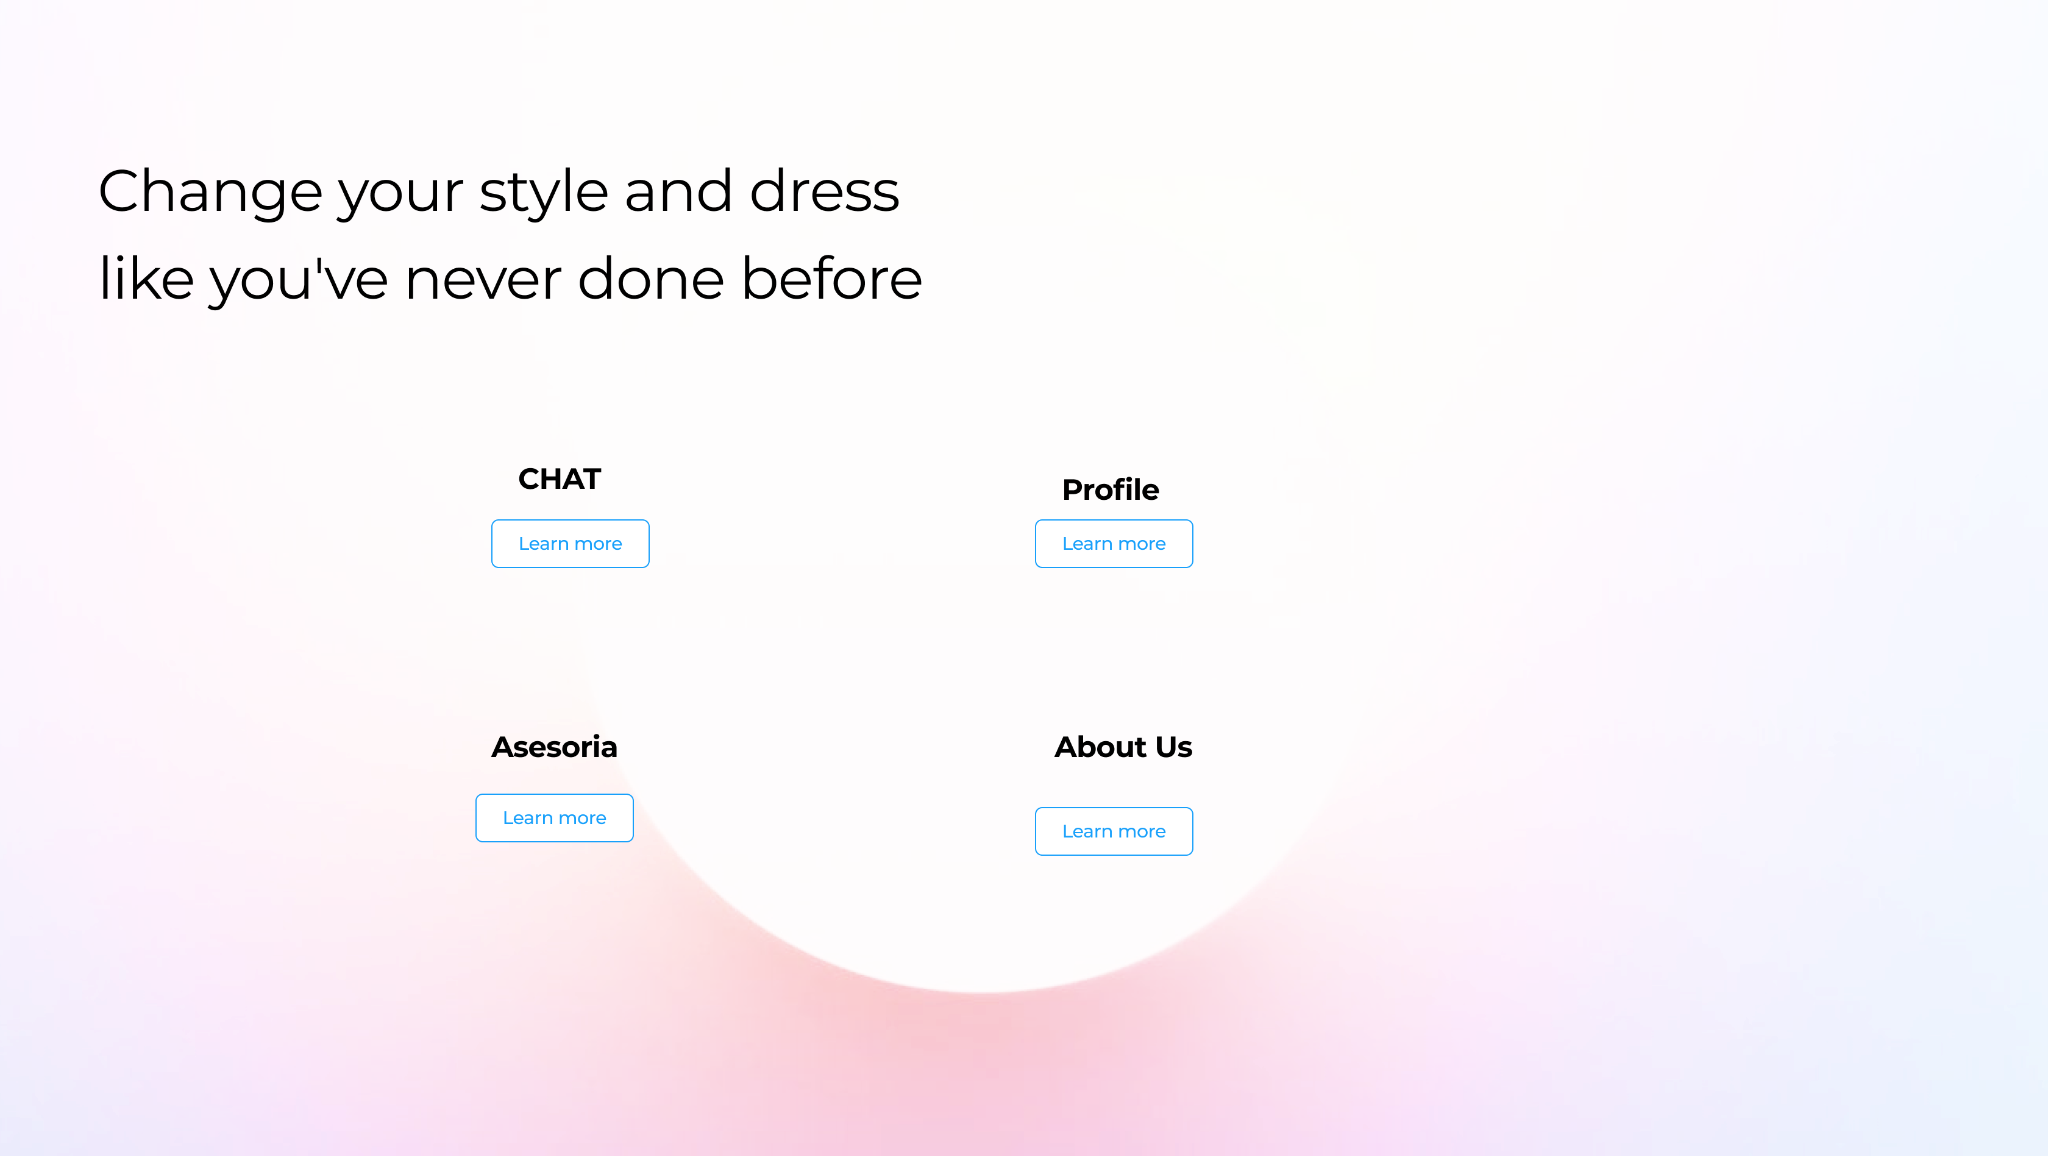 Change your style and dress
like you've never done before
CHAT
Profile
Learn more
Learn more
Asesoria
About Us
Learn more
Learn more